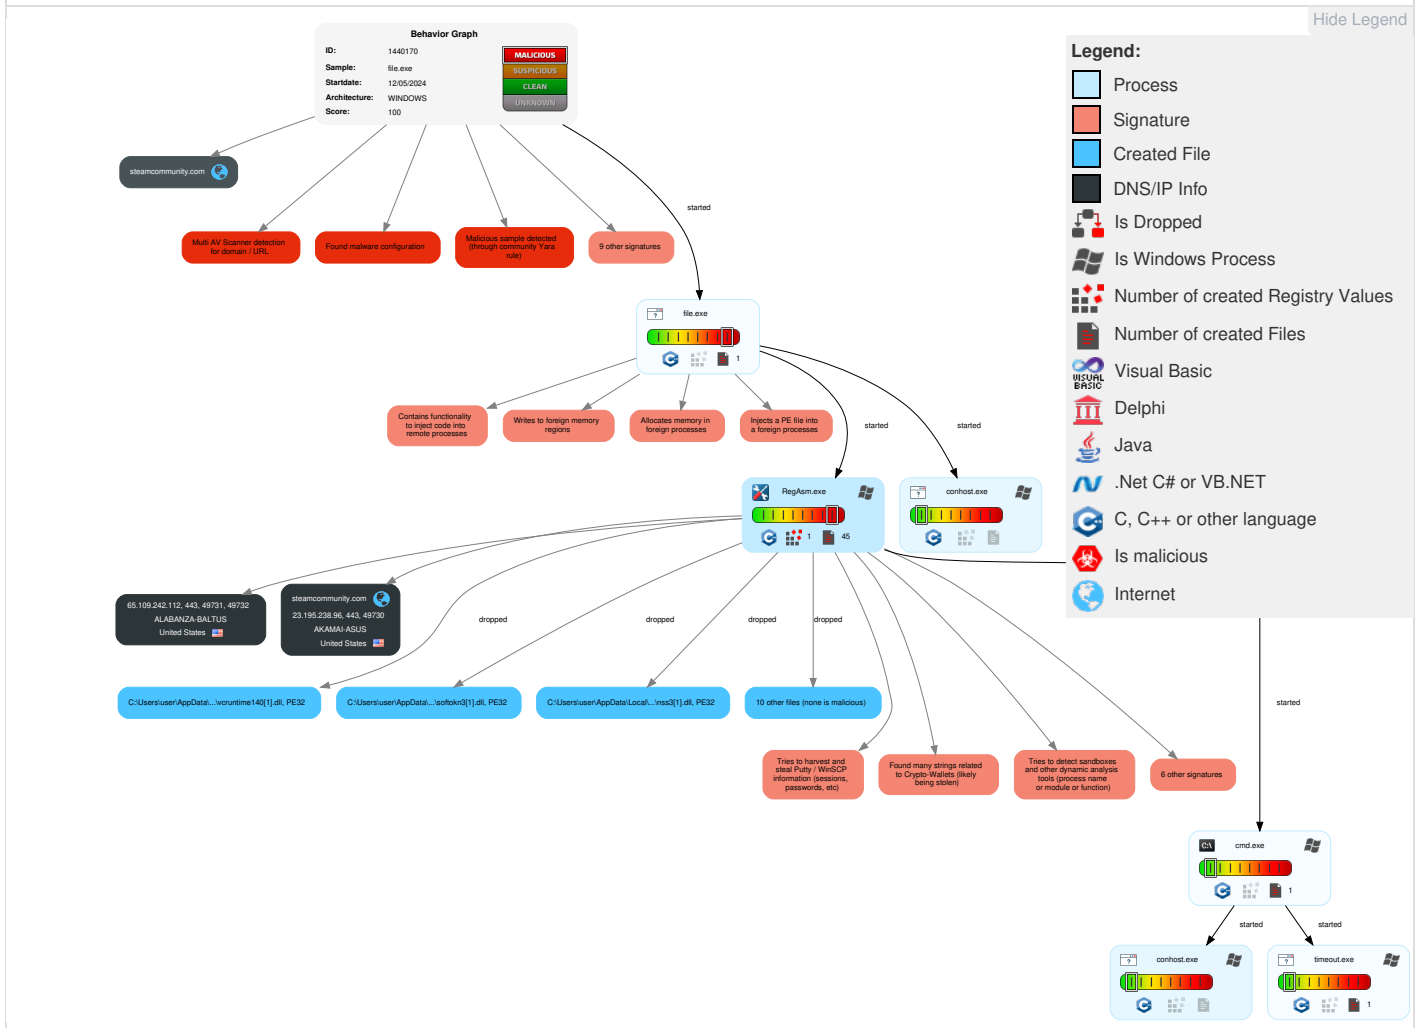 Hide Legend
Behavior Graph
ID: 1440170
Sample: file.exe
Startdate: 12/05/2024
Architecture: WINDOWS
Score: 100
MALICIOUS
SUSPICIOUS
CLEAN
UNKNOWN
Legend:
Process
Signature
Created File
DNS/IP Info
Is Dropped
Is Windows Process
Number of created Registry Values
Number of created Files
VISUAL
BASIC
Visual Basic
Delphi
Java
.Net C# or VB.NET
C, C++ or other language
Is malicious
Internet
steamcommunity.com
started
Multi AV Scanner detection
for domain / URL
Found malware configuration
Malicious sample detected
(through community Yara
rule)
9 other signatures
file.exe
1
Contains functionality
to inject code into
remote processes
Writes to foreign memory
regions
Allocates memory in
foreign processes
Injects a PE file into
a foreign processes
started
started
RegAsm.exe
1
45
conhost.exe
65.109.242.112, 443, 49731, 49732
ALABANZA-BALTUS
United States
steamcommunity.com
23.195.238.96, 443, 49730
AKAMAI-ASUS
United States
dropped
dropped
dropped
dropped
C:\Users\user\AppData\...\vcruntime140[1].dll, PE32
C:\Users\user\AppData\...\softokn3[1].dll, PE32
C:\Users\user\AppData\Local\...\nss3[1].dll, PE32
10 other files (none is malicious)
started
Tries to harvest and
steal Putty / WinSCP
information (sessions,
passwords, etc)
Found many strings related
to Crypto-Wallets (likely
being stolen)
Tries to detect sandboxes
and other dynamic analysis
tools (process name
or module or function)
6 other signatures
C:\
cmd.exe
1
started
started
conhost.exe
timeout.exe
1